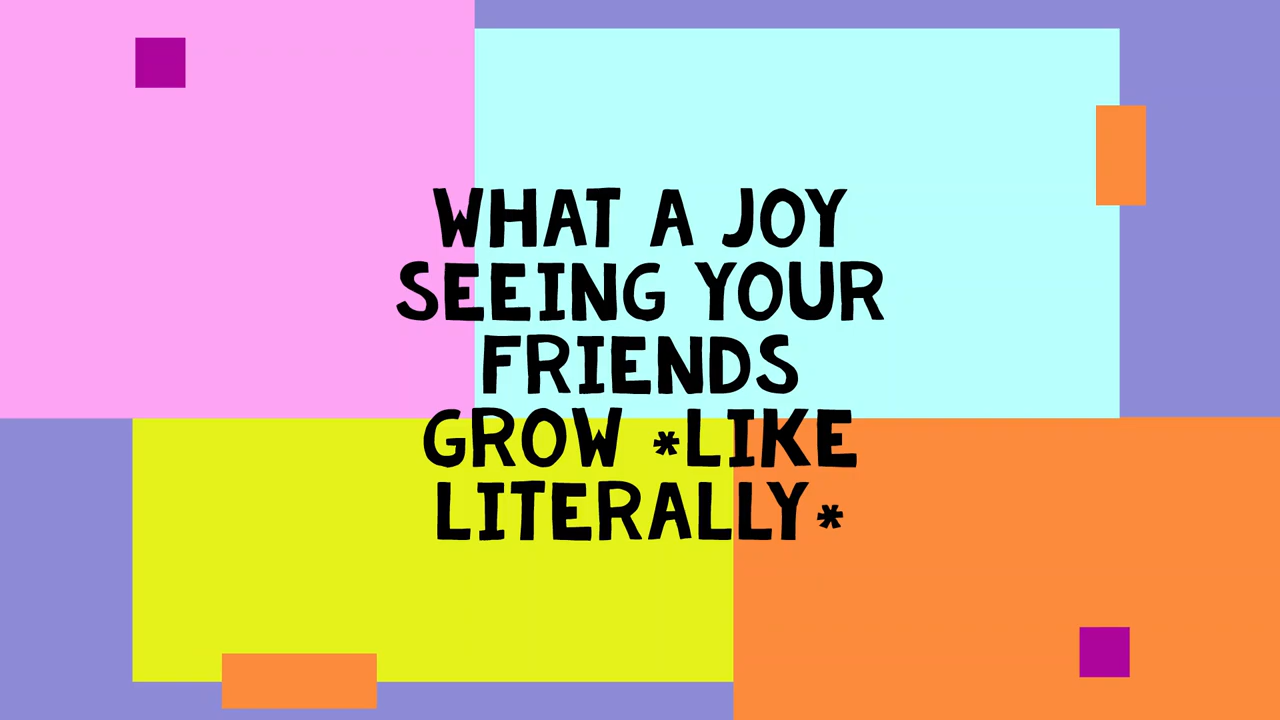 WHAT A JOY
SEEING YOUR
FRIENDS
GROW *LIKE
LITERALLY*